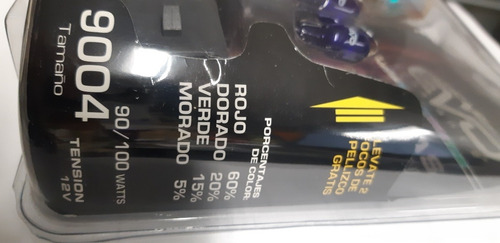 9004
Tamaño
90/100 WATTS
TENSION
12V
PORCENTAJES
DE COLOR:
ROJO 60%
DORADO 20%
VERDE 15%
MORADO 5%
LLEVATE 2
FOCOS DE
PELIZCO
GRATIS